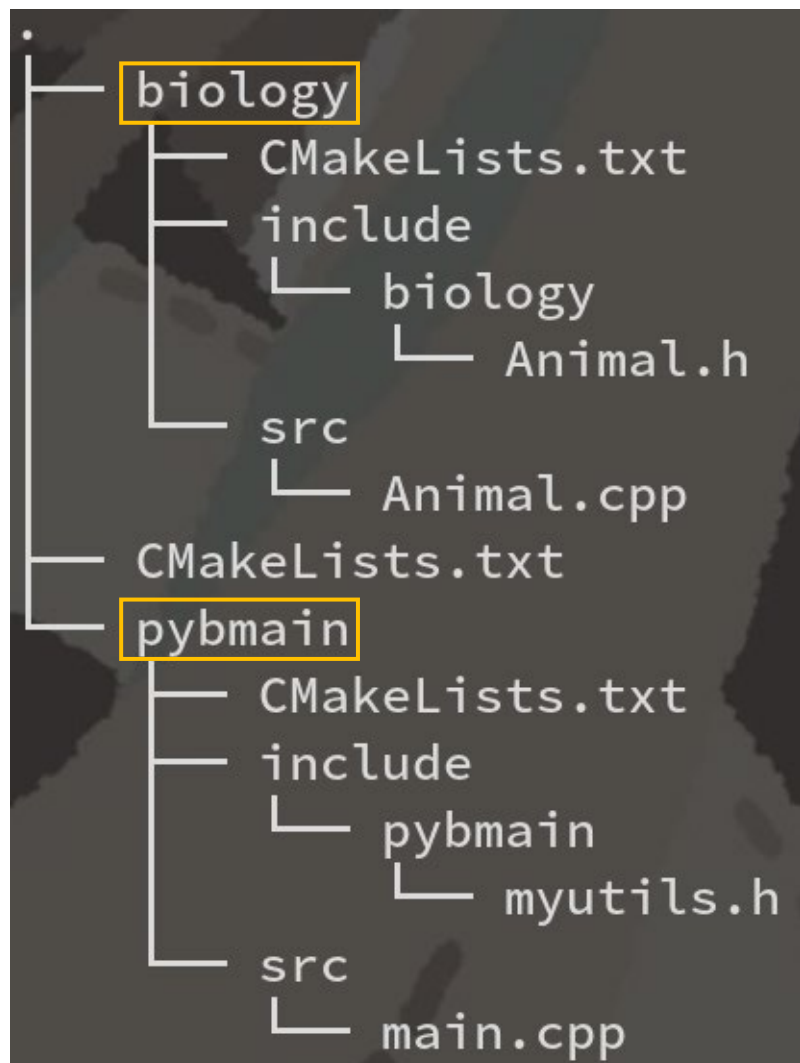 .
├── biology
│   ├── CMakeLists.txt
│   ├── include
│   │   └── biology
│   │       └── Animal.h
│   └── src
│       └── Animal.cpp
├── CMakeLists.txt
└── pybmain
    ├── CMakeLists.txt
    ├── include
    │   └── pybmain
    │       └── myutils.h
    └── src
        └── main.cpp